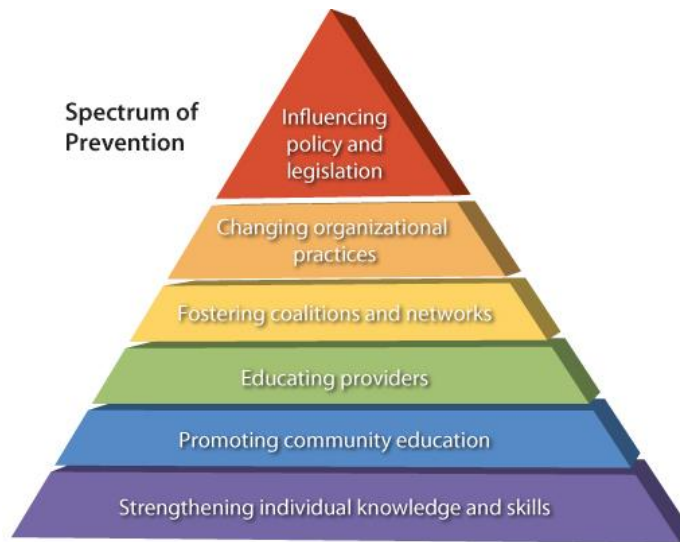 Spectrum of
Prevention
Influencing
policy and
legislation
Changing organizational
practices
Fostering coalitions and networks
Educating providers
Promoting community education
Strengthening individual knowledge and skills